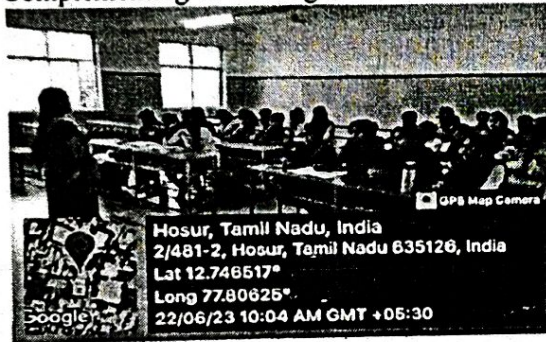 GPS Map Camera
Hosur, Tamil Nadu, India
2/481-2, Hosur, Tamil Nadu 635126, India
Lat 12.746517°
Long 77.80625°
22/06/23 10:04 AM GMT +05:30
Google